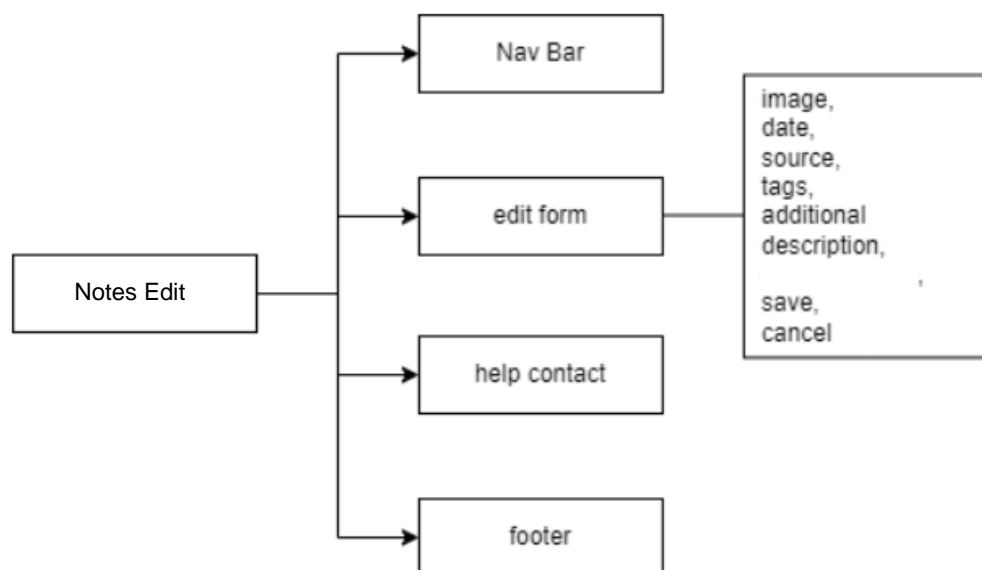 Nav Bar
image,
date,
source,
tags,
additional
description,
,
save,
cancel
edit form
Notes Edit
help contact
footer